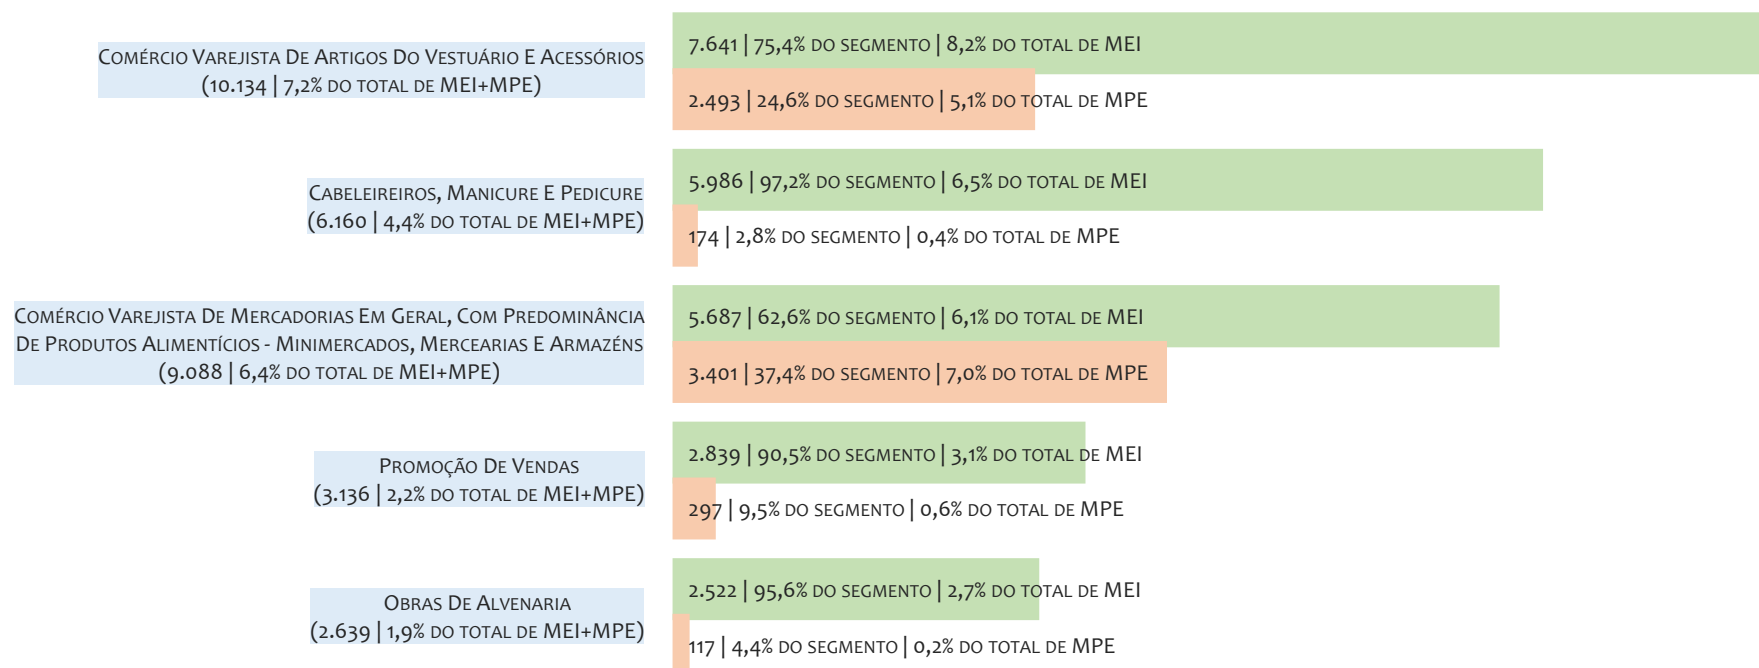 Comércio Varejista De Artigos Do Vestuário E Acessórios
(10.134 | 7,2% do total de MEI+MPE)
7.641 | 75,4% do segmento | 8,2% do total de MEI
2.493 | 24,6% do segmento | 5,1% do total de MPE
Cabeleireiros, Manicure E Pedicure
(6.160 | 4,4% do total de MEI+MPE)
5.986 | 97,2% do segmento | 6,5% do total de MEI
174 | 2,8% do segmento | 0,4% do total de MPE
Comércio Varejista De Mercadorias Em Geral, Com Predominância
De Produtos Alimentícios - Minimercados, Mercearias E Armazéns
(9.088 | 6,4% do total de MEI+MPE)
5.687 | 62,6% do segmento | 6,1% do total de MEI
3.401 | 37,4% do segmento | 7,0% do total de MPE
Promoção De Vendas
(3.136 | 2,2% do total de MEI+MPE)
2.839 | 90,5% do segmento | 3,1% do total de MEI
297 | 9,5% do segmento | 0,6% do total de MPE
Obras De Alvenaria
(2.639 | 1,9% do total de MEI+MPE)
2.522 | 95,6% do segmento | 2,7% do total de MEI
117 | 4,4% do segmento | 0,2% do total de MPE